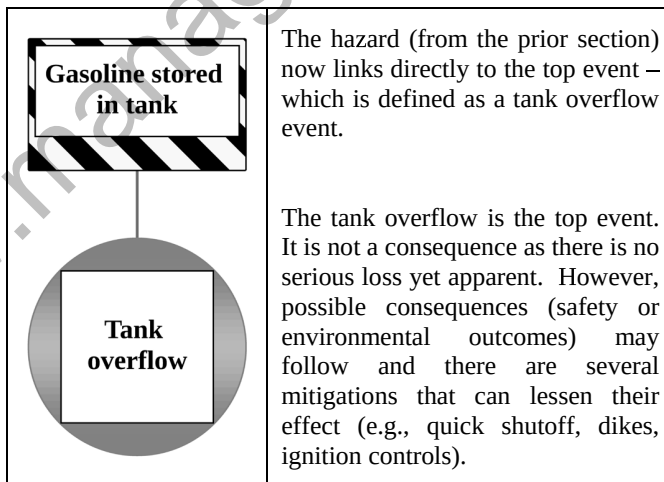 Gasoline stored
in tank
Tank
overflow
The hazard (from the prior section)
now links directly to the top event –
which is defined as a tank overflow
event.
The tank overflow is the top event.
It is not a consequence as there is no
serious loss yet apparent. However,
possible consequences (safety or
environmental outcomes) may
follow and there are several
mitigations that can lessen their
effect (e.g., quick shutoff, dikes,
ignition controls).